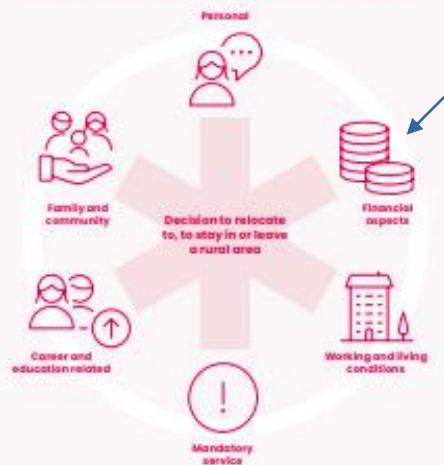 Personal
Family and
community
Financial
aspects
Decision to relocate
to, to stay in or leave
a rural area
Career and
education related
Working and living
conditions
Mandatory
service